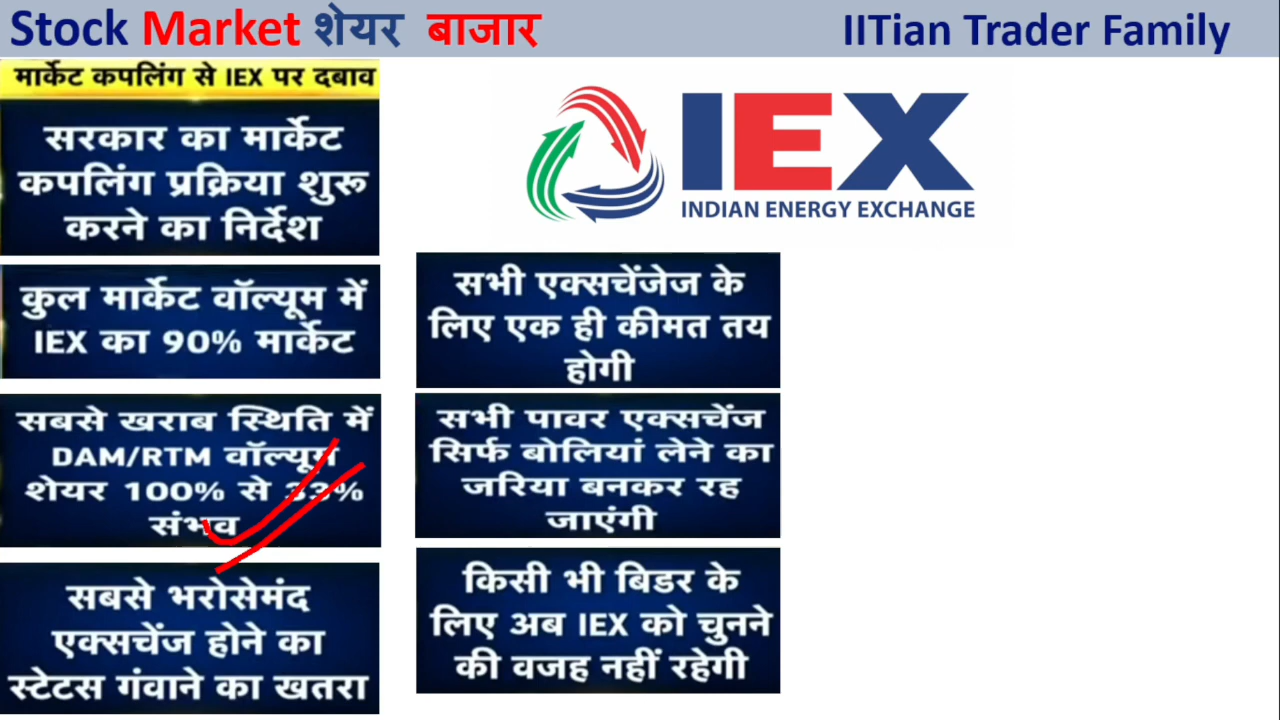 Stock Market शेयर बाजार
IITian Trader Family
मार्केट कपलिंग से IEX पर दबाव
सरकार का मार्केट
कपलिंग प्रक्रिया शुरू
करने का निर्देश
कुल मार्केट वॉल्यूम में
IEX का 90% मार्केट
सबसे खराब स्थिति में
DAM/RTM वॉल्यूम
शेयर 100% से 33%
संभव
सबसे भरोसेमंद
एक्सचेंज होने का
स्टेटस गंवाने का खतरा
IEX
INDIAN ENERGY EXCHANGE
सभी एक्सचेंजेज के
लिए एक ही कीमत तय
होगी
सभी पावर एक्सचेंज
सिर्फ बोलियां लेने का
जरिया बनकर रह
जाएंगी
किसी भी बिडर के
लिए अब IEX को चुनने
की वजह नहीं रहेगी